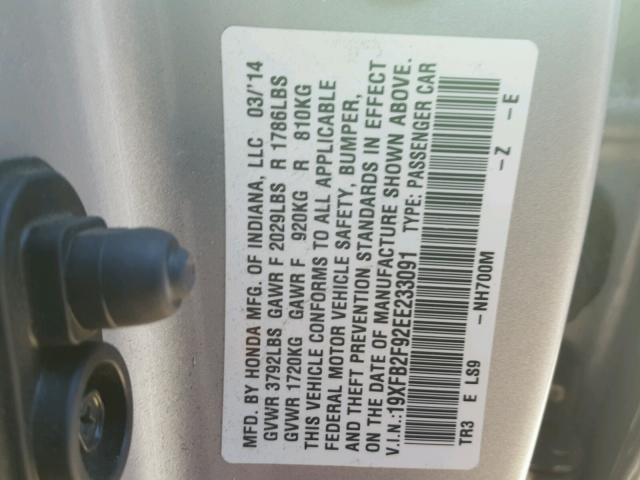 MFD. BY HONDA MFG. OF INDIANA, LLC 03/'14
GVWR 3792LBS GAWR F 2029LBS R 1786LBS
GVWR 1720KG GAWR F 920KG R 810KG
THIS VEHICLE CONFORMS TO ALL APPLICABLE
FEDERAL MOTOR VEHICLE SAFETY, BUMPER,
AND THEFT PREVENTION STANDARDS IN EFFECT
ON THE DATE OF MANUFACTURE SHOWN ABOVE.
V.I.N.:19XFB2F92EE233091 TYPE: PASSENGER CAR
TR3 E LS9 -NH700M -Z -E